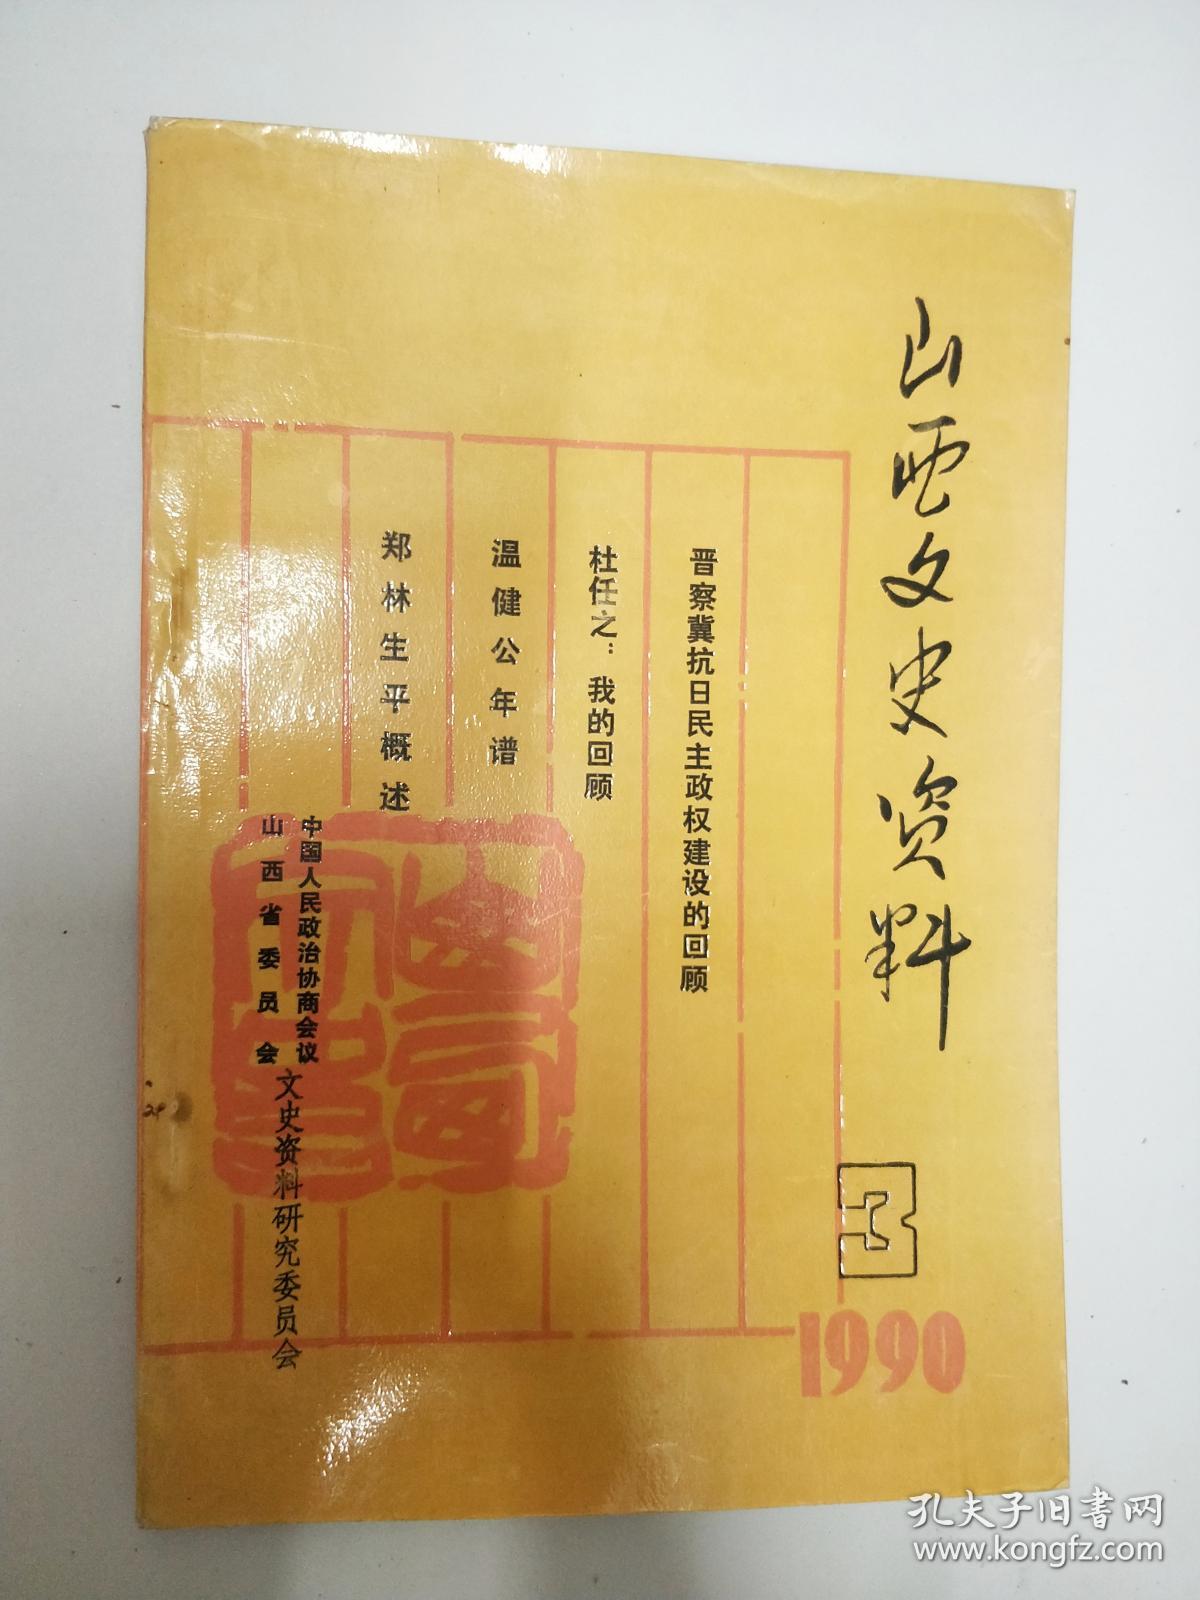 山西文史资料
3
1990
晋察冀抗日民主政权建设的回顾
杜任之：我的回顾
温健公年谱
郑林生平概述
中国人民政治协商会议
山西省委员会
文史资料研究委员会
孔夫子旧书网
www.kongfz.com